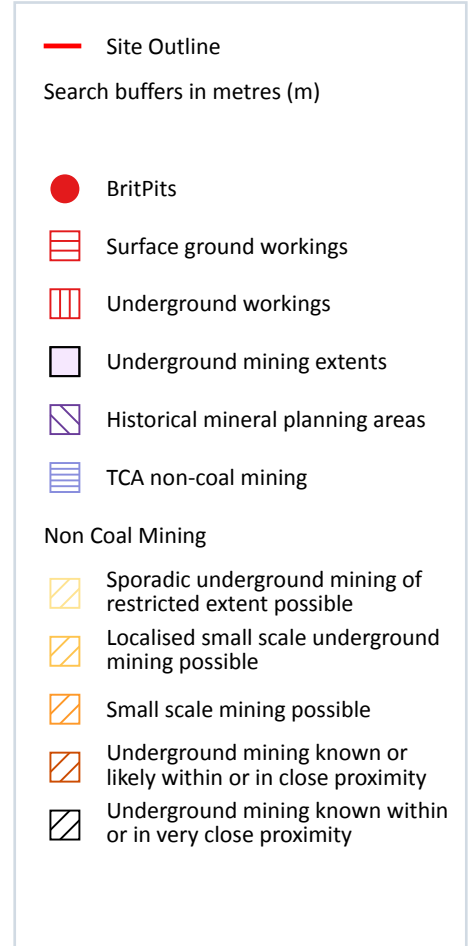 Site Outline
Search buffers in metres (m)
BritPits
Surface ground workings
Underground workings
Underground mining extents
Historical mineral planning areas
TCA non-coal mining
Non Coal Mining
Sporadic underground mining of
restricted extent possible
Localised small scale underground
mining possible
Small scale mining possible
Underground mining known or
likely within or in close proximity
Underground mining known within
or in very close proximity